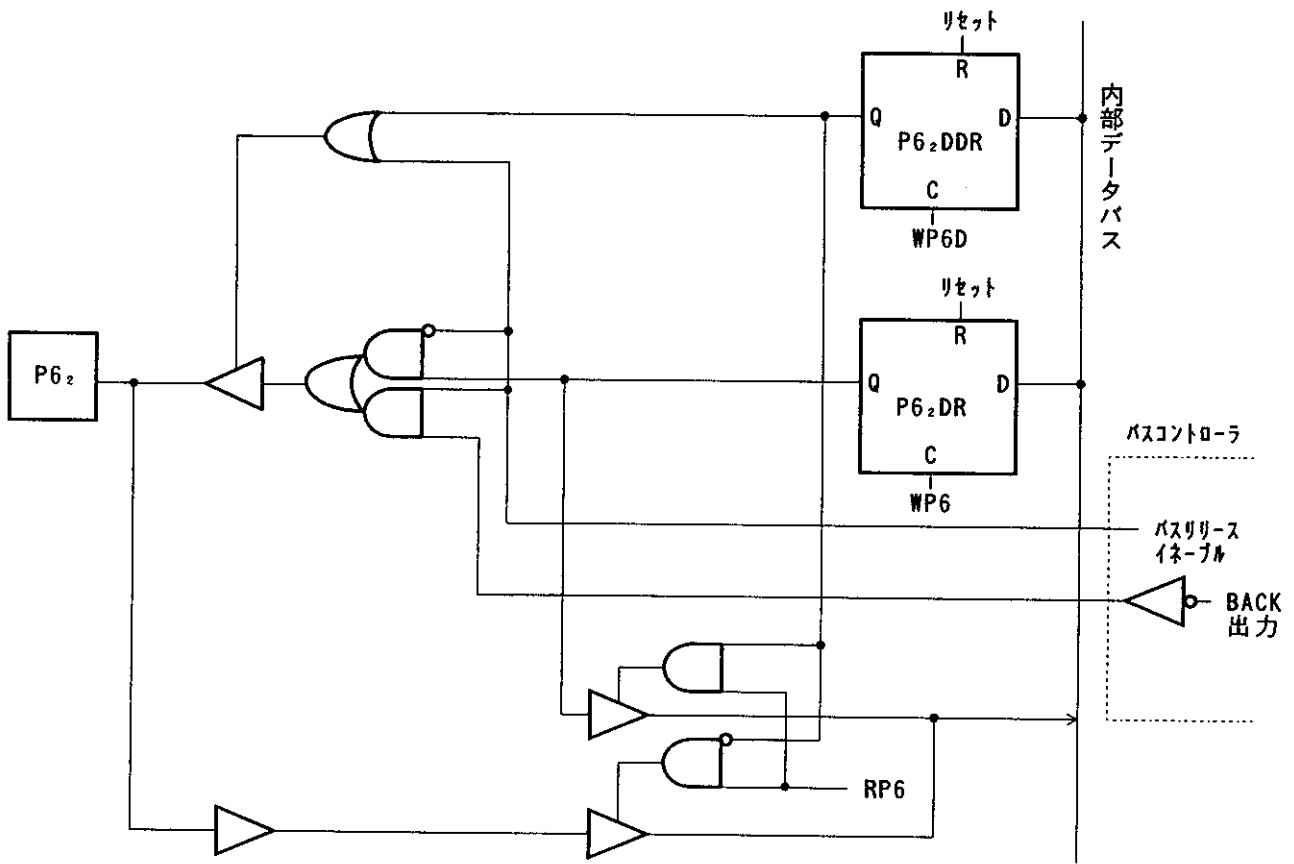 リセット
R
Q
D
P6₂DDR
C
WP6D
内部データバス
リセット
R
P6₂
Q
D
P6₂DR
C
WP6
バスコントローラ
バスリリース
イネーブル
BACK
出力
RP6